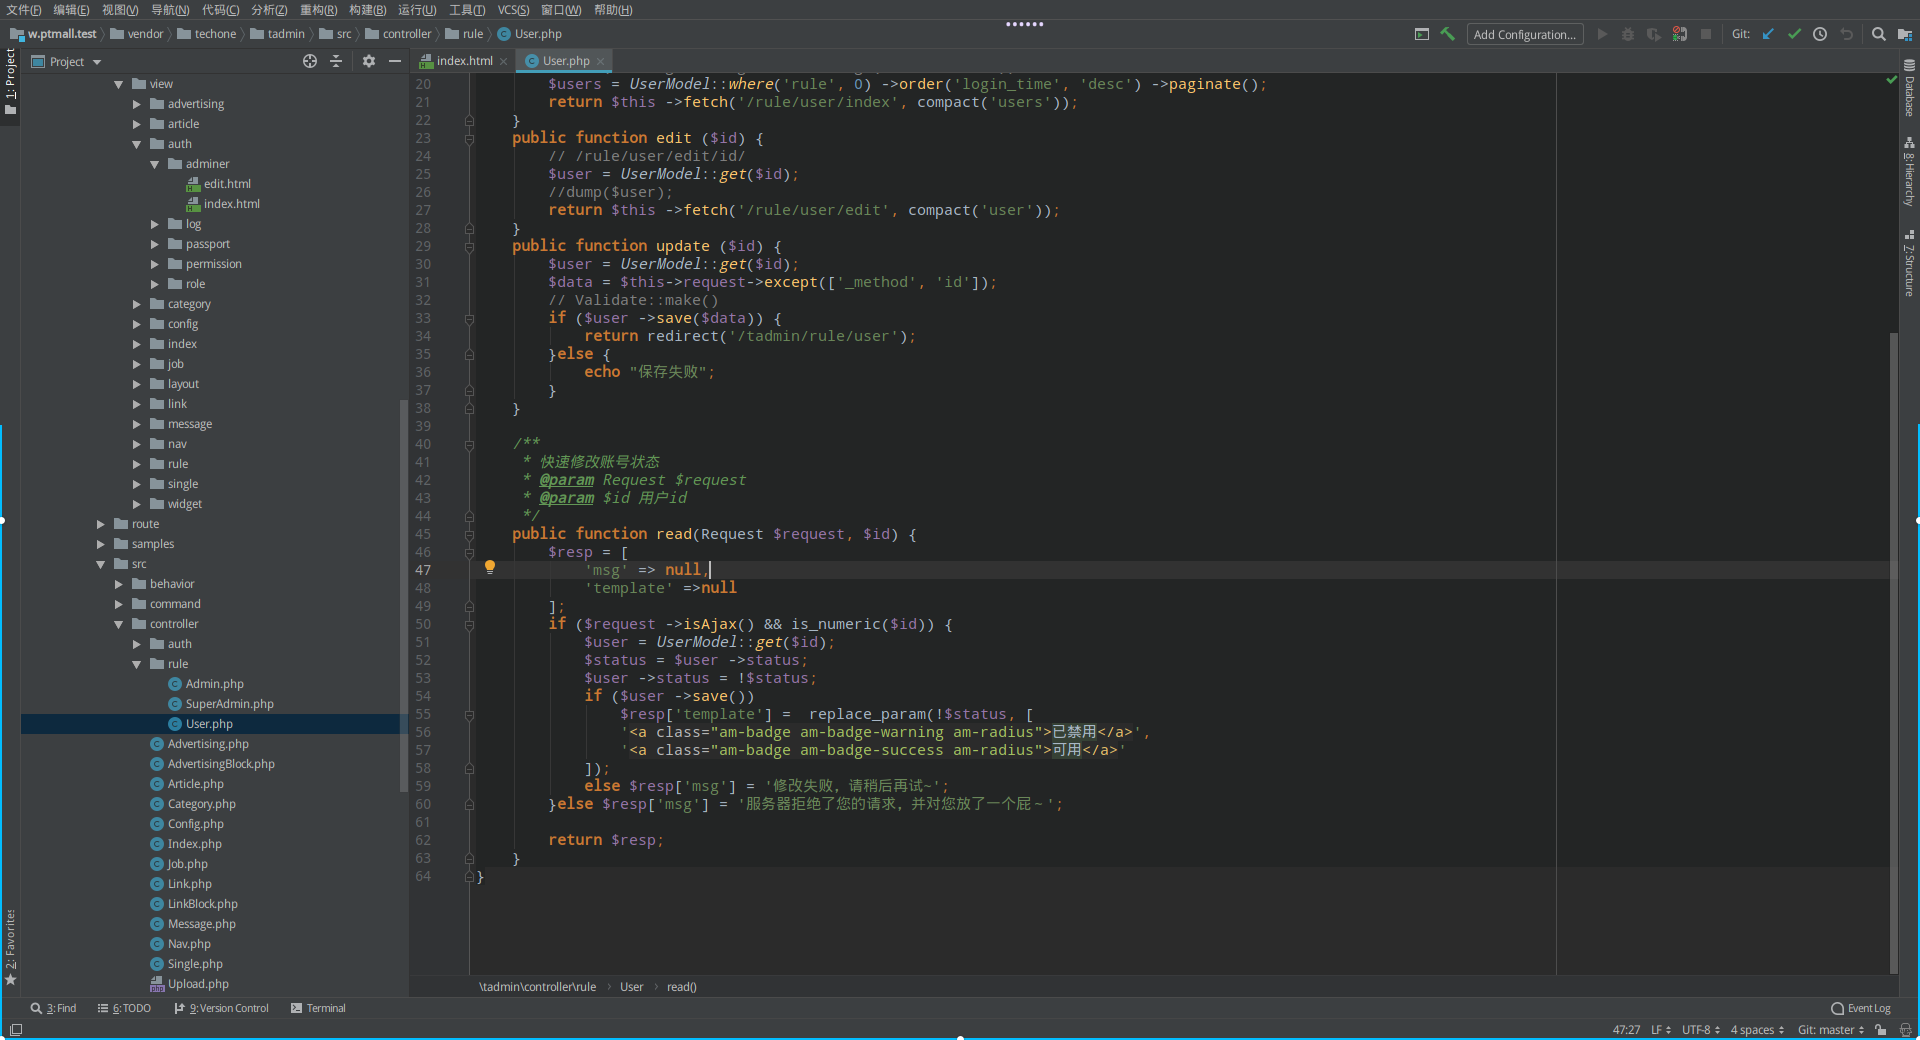 文件(F) 编辑(E) 视图(V) 导航(N) 代码(C) 分析(Z) 重构(R) 构建(B) 运行(U) 工具(T) VCS(S) 窗口(W) 帮助(H)
w.ptmall.test vendor techone tadmin src controller rule User.php
Add Configuration...
Git:
1: Project
Project
index.html
User.php
view
advertising
article
auth
adminer
edit.html
index.html
log
passport
permission
role
category
config
index
job
layout
link
message
nav
rule
single
widget
route
samples
src
behavior
command
controller
auth
rule
Admin.php
SuperAdmin.php
User.php
Advertising.php
AdvertisingBlock.php
Article.php
Category.php
Config.php
Index.php
Job.php
Link.php
LinkBlock.php
Message.php
Nav.php
Single.php
Upload.php
20 $users = UserModel::where('rule', 0) ->order('login_time', 'desc') ->paginate();
21 return $this ->fetch('/rule/user/index', compact('users'));
22 }
23 public function edit ($id) {
24 // /rule/user/edit/id/
25 $user = UserModel::get($id);
26 //dump($user);
27 return $this ->fetch('/rule/user/edit', compact('user'));
28 }
29 public function update ($id) {
30 $user = UserModel::get($id);
31 $data = $this->request->except(['_method', 'id']);
32 // Validate::make()
33 if ($user ->save($data)) {
34 return redirect('/tadmin/rule/user');
35 }else {
36 echo "保存失败";
37 }
38 }
39
40 /**
41 * 快速修改账号状态
42 * @param Request $request
43 * @param $id 用户id
44 */
45 public function read(Request $request, $id) {
46 $resp = [
47 'msg' => null,
48 'template' =>null
49 ];
50 if ($request ->isAjax() && is_numeric($id)) {
51 $user = UserModel::get($id);
52 $status = $user ->status;
53 $user ->status = !$status;
54 if ($user ->save())
55 $resp['template'] =  replace_param(!$status, [
56 '<a class="am-badge am-badge-warning am-radius">已禁用</a>',
57 '<a class="am-badge am-badge-success am-radius">可用</a>'
58 ]);
59 else $resp['msg'] = '修改失败，请稍后再试~';
60 }else $resp['msg'] = '服务器拒绝了您的请求，并对您放了一个屁～';
61
62 return $resp;
63 }
64 }
Database
8: Hierarchy
7: Structure
2: Favorites
\tadmin\controller\rule User read()
3: Find 6: TODO 9: Version Control Terminal
Event Log
47:27 LF UTF-8 4 spaces Git: master